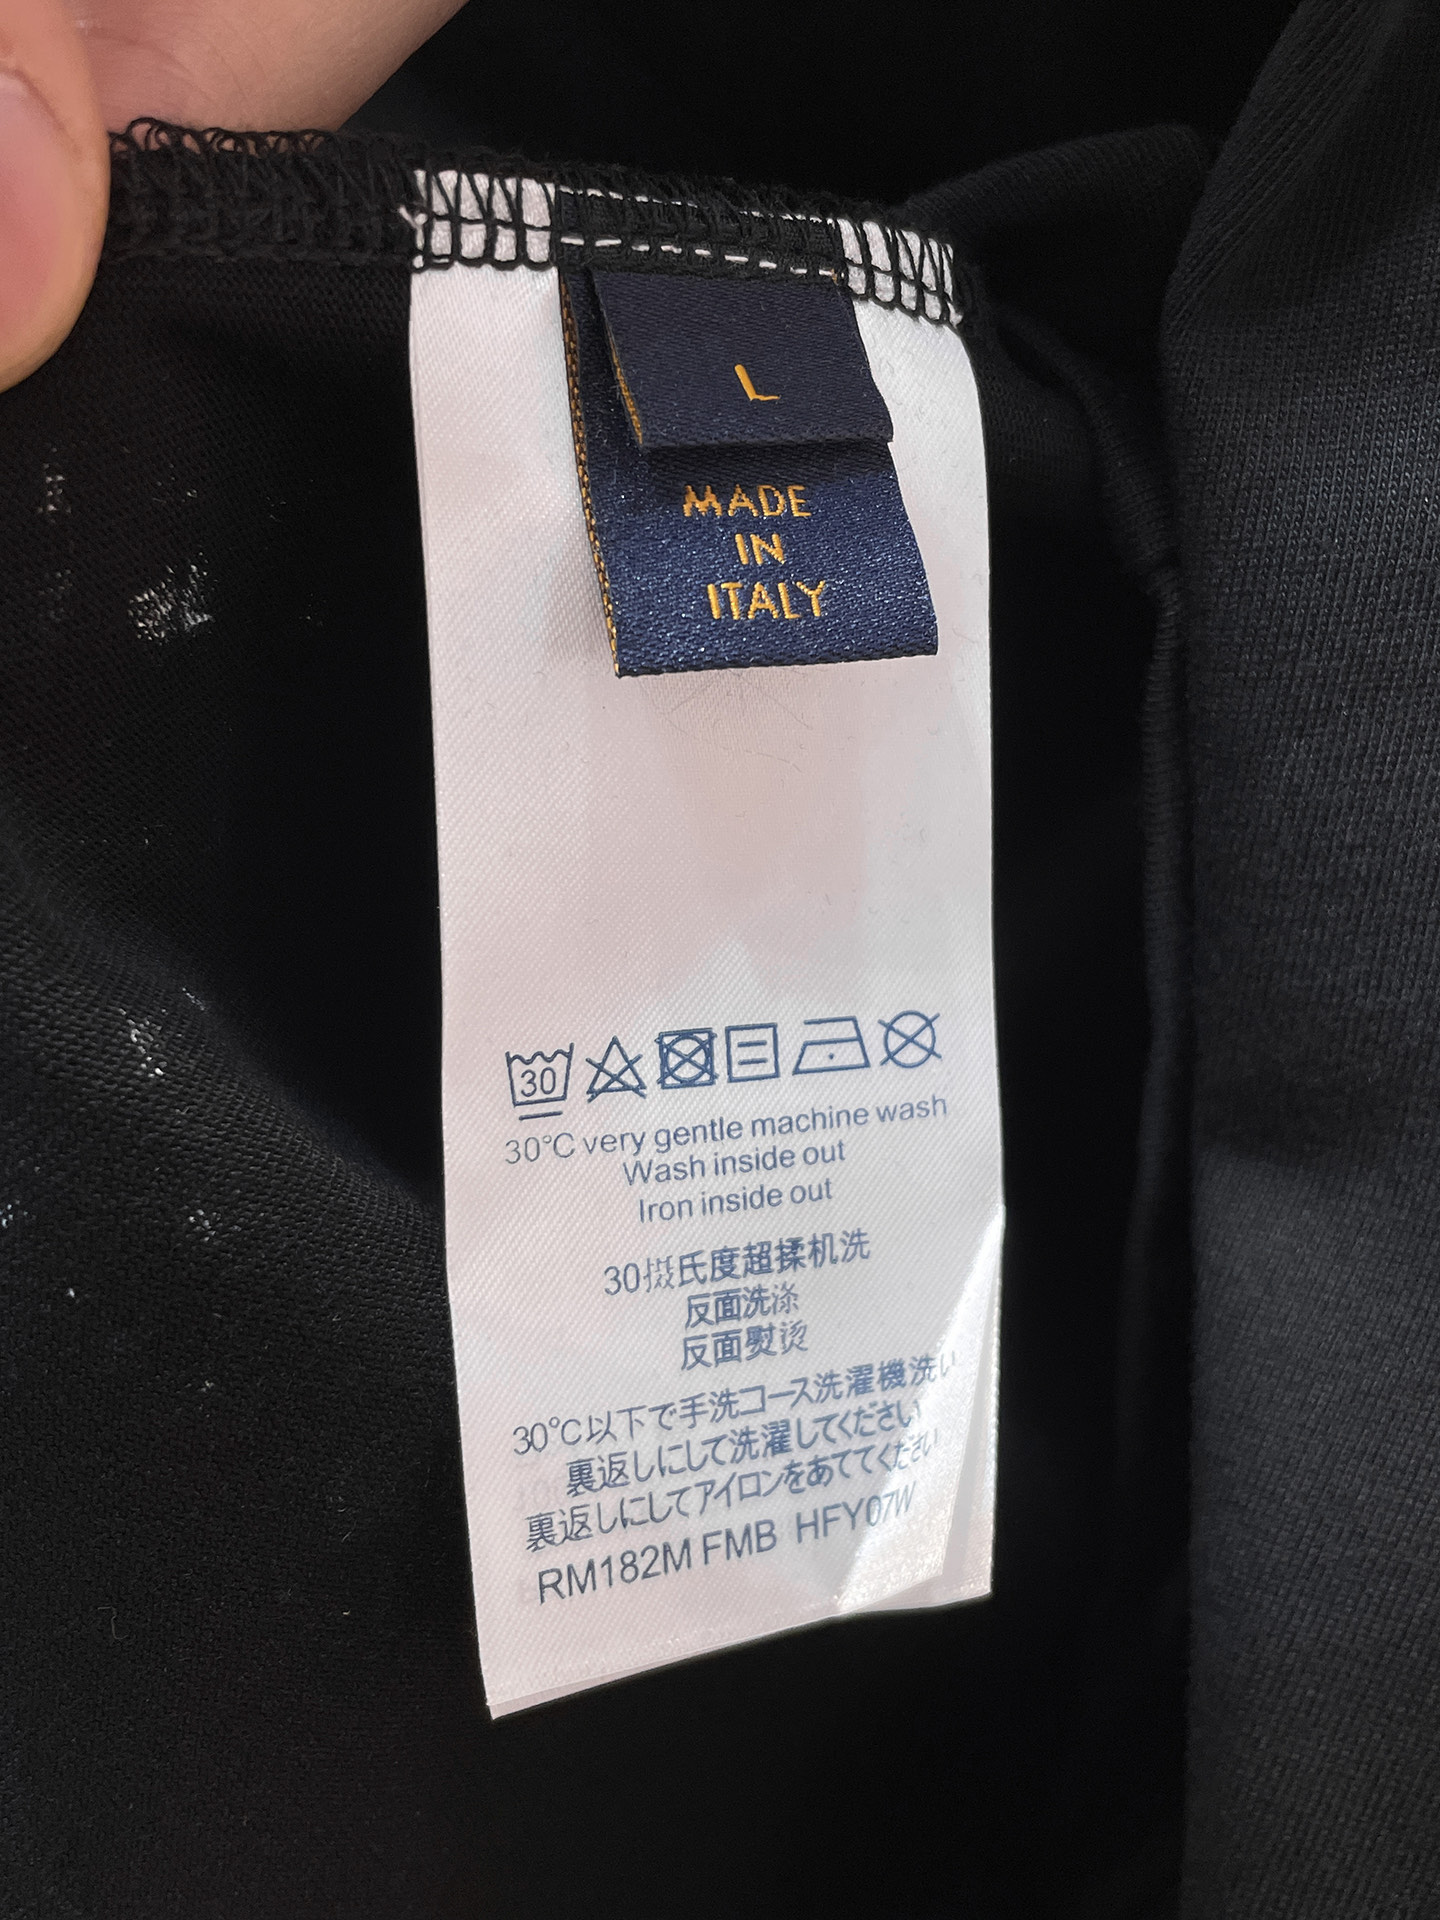 L
MADE
IN
ITALY
30
30°C very gentle machine wash
Wash inside out
Iron inside out
30摄氏度超揉机洗
反面洗涤
反面熨烫
30°C以下で手洗コース洗濯機洗い
裏返しにして洗濯してください
裏返しにしてアイロンをあててください
RM182M FMB HFY07W